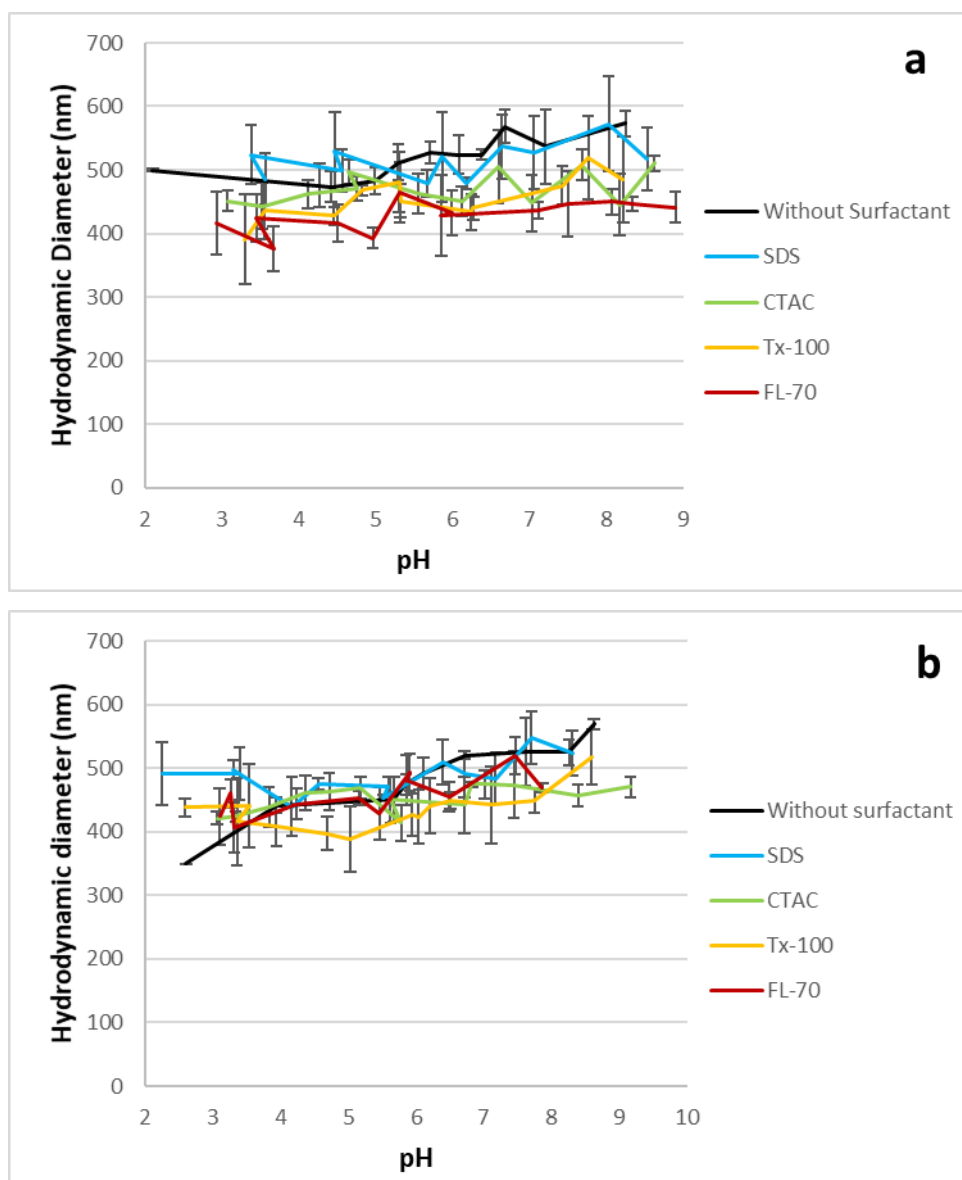 a
Hydrodynamic Diameter (nm)
700
600
500
400
300
200
100
0
2 3 4 5 6 7 8 9
pH
Without Surfactant
SDS
CTAC
Tx-100
FL-70
b
Hydrodynamic diameter (nm)
700
600
500
400
300
200
100
0
2 3 4 5 6 7 8 9 10
pH
Without surfactant
SDS
CTAC
Tx-100
FL-70